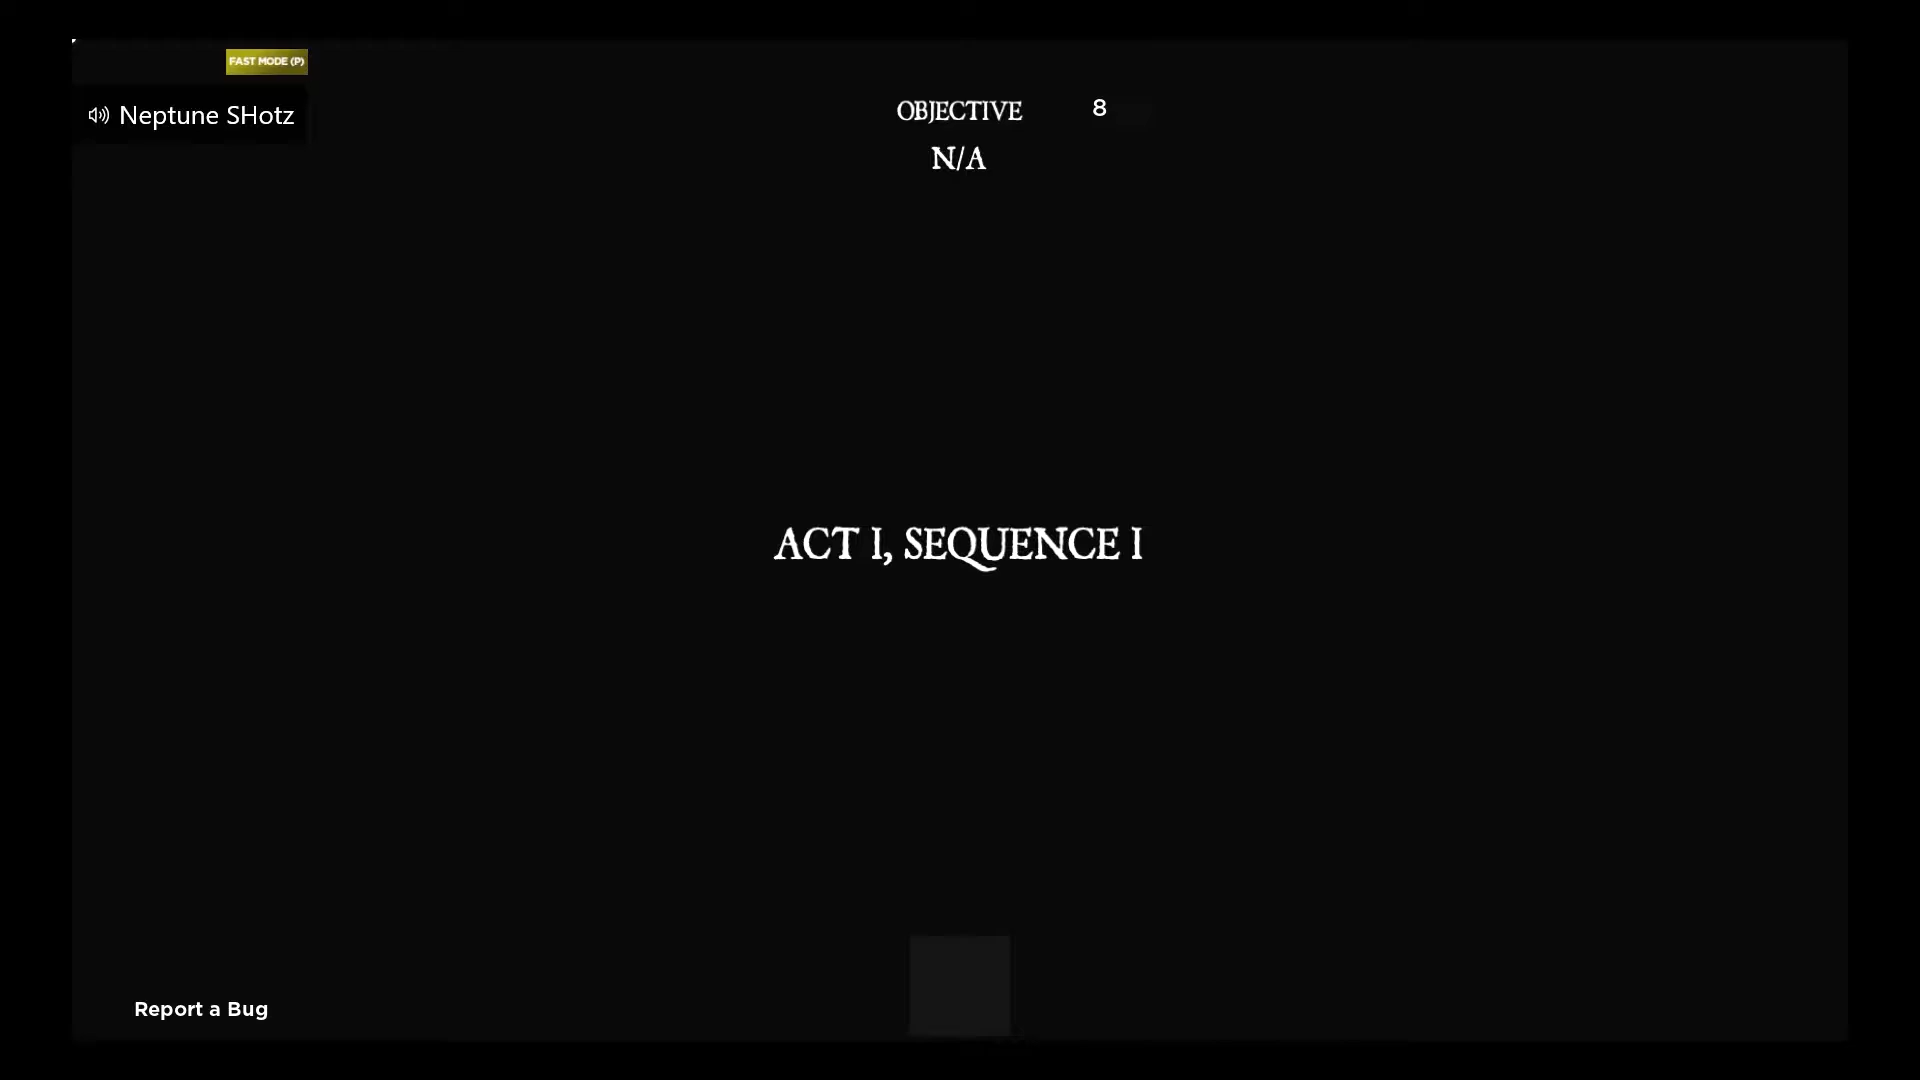 FAST MODE (P)
Neptune SHotz
OBJECTIVE 8
N/A
ACT I, SEQUENCE I
Report a Bug